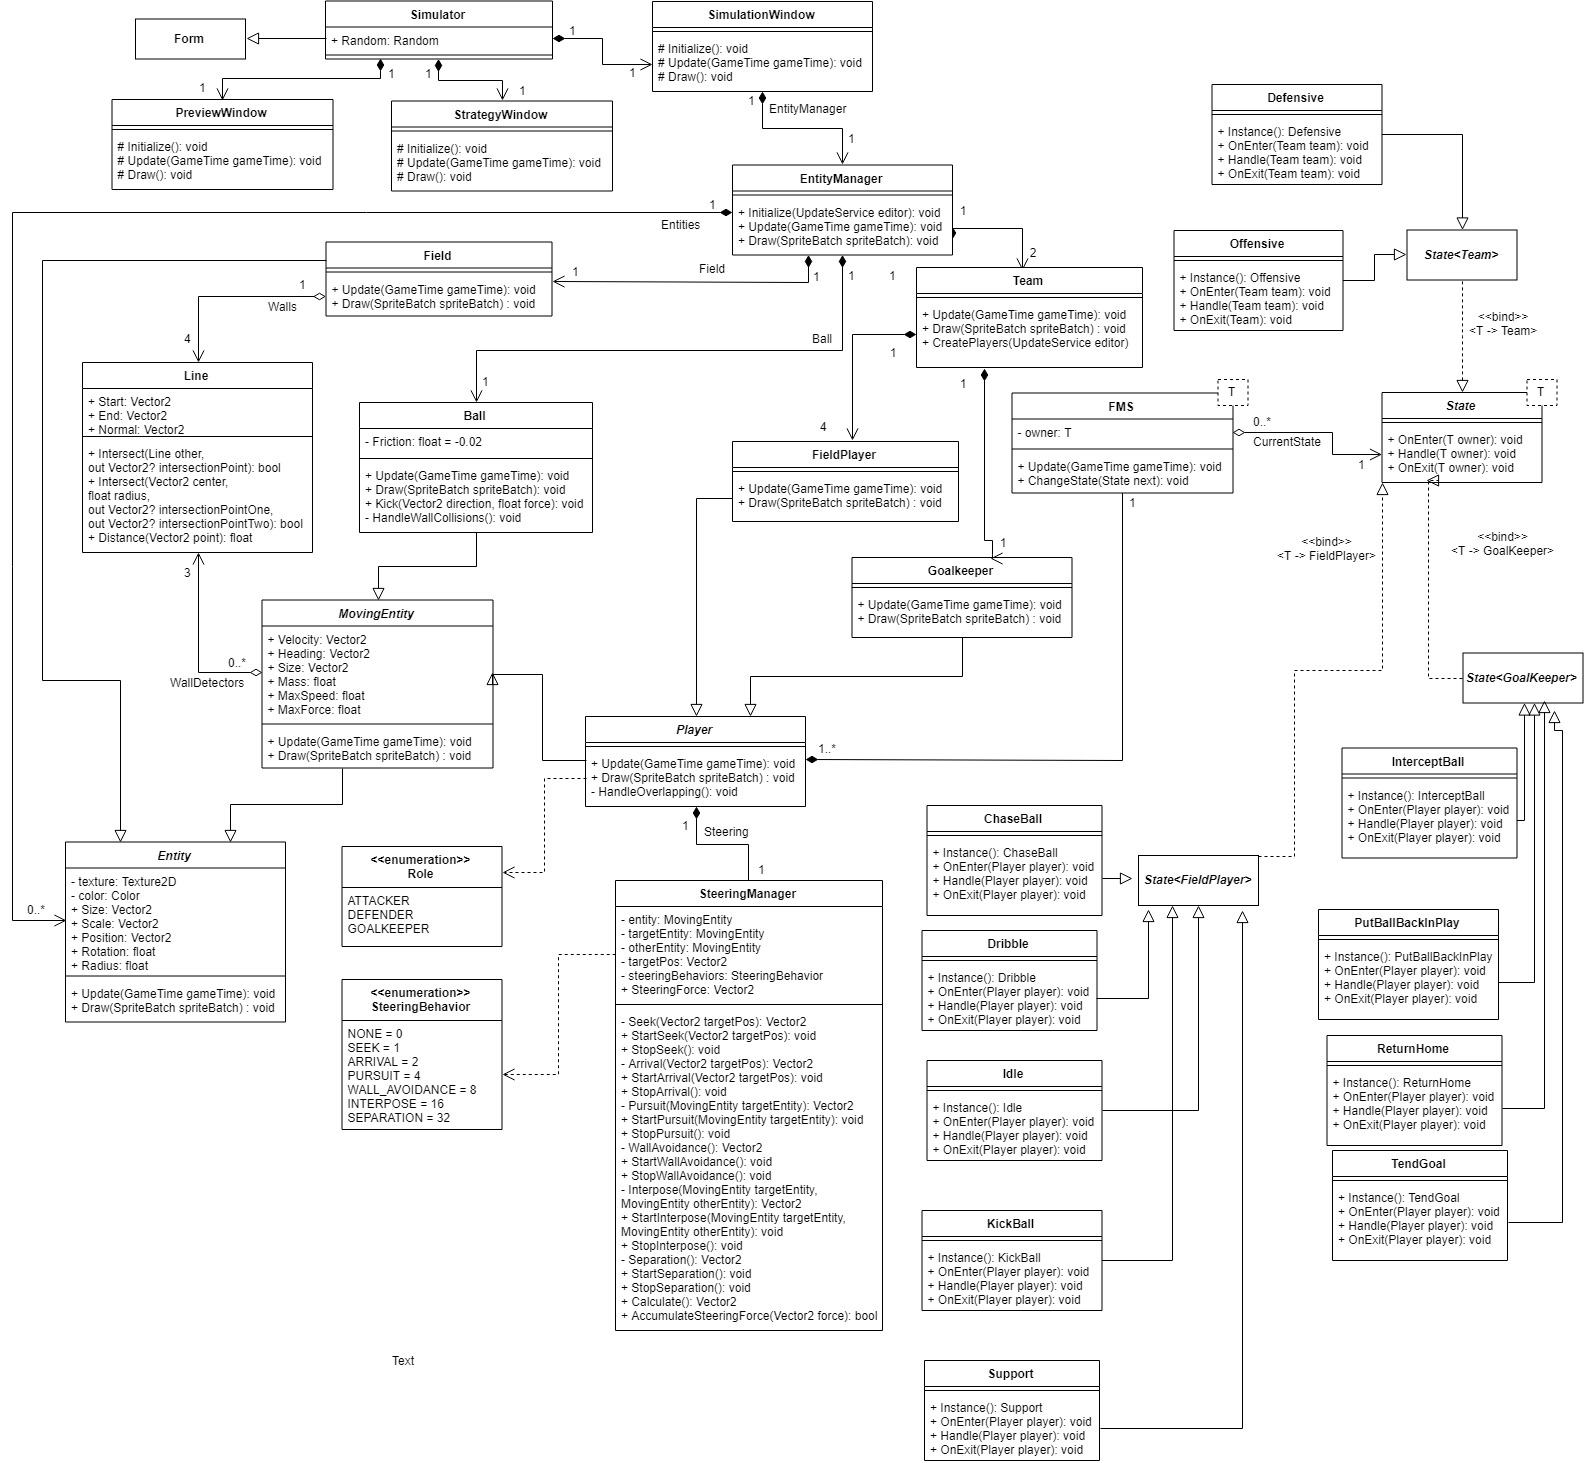 Form
Simulator
+ Random: Random
1
1
1
1
1
1
PreviewWindow
# Initialize(): void
# Update(GameTime gameTime): void
# Draw(): void
StrategyWindow
# Initialize(): void
# Update(GameTime gameTime): void
# Draw(): void
SimulationWindow
# Initialize(): void
# Update(GameTime gameTime): void
# Draw(): void
1
EntityManager
1
EntityManager
+ Initialize(UpdateService editor): void
+ Update(GameTime gameTime): void
+ Draw(SpriteBatch spriteBatch): void
1
Entities
1
2
1
Field
1
1
1
Ball
Field
+ Update(GameTime gameTime): void
+ Draw(SpriteBatch spriteBatch) : void
1
Walls
4
Team
+ Update(GameTime gameTime): void
+ Draw(SpriteBatch spriteBatch) : void
+ CreatePlayers(UpdateService editor)
1
1
4
1
Line
+ Start: Vector2
+ End: Vector2
+ Normal: Vector2
+ Intersect(Line other,
out Vector2? intersectionPoint): bool
+ Intersect(Vector2 center,
float radius,
out Vector2? intersectionPointOne,
out Vector2? intersectionPointTwo): bool
+ Distance(Vector2 point): float
3
1
Ball
- Friction: float = -0.02
+ Update(GameTime gameTime): void
+ Draw(SpriteBatch spriteBatch): void
+ Kick(Vector2 direction, float force): void
- HandleWallCollisions(): void
FieldPlayer
+ Update(GameTime gameTime): void
+ Draw(SpriteBatch spriteBatch) : void
Goalkeeper
+ Update(GameTime gameTime): void
+ Draw(SpriteBatch spriteBatch) : void
FMS
T
- owner: T
+ Update(GameTime gameTime): void
+ ChangeState(State next): void
1
0..*
CurrentState
1
Defensive
+ Instance(): Defensive
+ OnEnter(Team team): void
+ Handle(Team team): void
+ OnExit(Team team): void
Offensive
+ Instance(): Offensive
+ OnEnter(Team team): void
+ Handle(Team team): void
+ OnExit(Team): void
State<Team>
<<bind>>
<T -> Team>
State
T
+ OnEnter(T owner): void
+ Handle(T owner): void
+ OnExit(T owner): void
<<bind>>
<T -> FieldPlayer>
<<bind>>
<T -> GoalKeeper>
State<GoalKeeper>
MovingEntity
+ Velocity: Vector2
+ Heading: Vector2
+ Size: Vector2
+ Mass: float
+ MaxSpeed: float
+ MaxForce: float
+ Update(GameTime gameTime): void
+ Draw(SpriteBatch spriteBatch) : void
0..*
WallDetectors
Player
+ Update(GameTime gameTime): void
+ Draw(SpriteBatch spriteBatch) : void
- HandleOverlapping(): void
1..*
1
Steering
1
Entity
- texture: Texture2D
- color: Color
+ Size: Vector2
+ Scale: Vector2
+ Position: Vector2
+ Rotation: float
+ Radius: float
+ Update(GameTime gameTime): void
+ Draw(SpriteBatch spriteBatch) : void
0..*
<<enumeration>>
Role
ATTACKER
DEFENDER
GOALKEEPER
<<enumeration>>
SteeringBehavior
NONE = 0
SEEK = 1
ARRIVAL = 2
PURSUIT = 4
WALL_AVOIDANCE = 8
INTERPOSE = 16
SEPARATION = 32
SteeringManager
- entity: MovingEntity
- targetEntity: MovingEntity
- otherEntity: MovingEntity
- targetPos: Vector2
- steeringBehaviors: SteeringBehavior
+ SteeringForce: Vector2
- Seek(Vector2 targetPos): Vector2
+ StartSeek(Vector2 targetPos): void
+ StopSeek(): void
- Arrival(Vector2 targetPos): Vector2
+ StartArrival(Vector2 targetPos): void
+ StopArrival(): void
- Pursuit(MovingEntity targetEntity): Vector2
+ StartPursuit(MovingEntity targetEntity): void
+ StopPursuit(): void
- WallAvoidance(): Vector2
+ StartWallAvoidance(): void
+ StopWallAvoidance(): void
- Interpose(MovingEntity targetEntity,
MovingEntity otherEntity): Vector2
+ StartInterpose(MovingEntity targetEntity,
MovingEntity otherEntity): void
+ StopInterpose(): void
- Separation(): Vector2
+ StartSeparation(): void
+ StopSeparation(): void
+ Calculate(): Vector2
+ AccumulateSteeringForce(Vector2 force): bool
ChaseBall
+ Instance(): ChaseBall
+ OnEnter(Player player): void
+ Handle(Player player): void
+ OnExit(Player player): void
State<FieldPlayer>
Dribble
+ Instance(): Dribble
+ OnEnter(Player player): void
+ Handle(Player player): void
+ OnExit(Player player): void
Idle
+ Instance(): Idle
+ OnEnter(Player player): void
+ Handle(Player player): void
+ OnExit(Player player): void
KickBall
+ Instance(): KickBall
+ OnEnter(Player player): void
+ Handle(Player player): void
+ OnExit(Player player): void
Support
+ Instance(): Support
+ OnEnter(Player player): void
+ Handle(Player player): void
+ OnExit(Player player): void
InterceptBall
+ Instance(): InterceptBall
+ OnEnter(Player player): void
+ Handle(Player player): void
+ OnExit(Player player): void
PutBallBackInPlay
+ Instance(): PutBallBackInPlay
+ OnEnter(Player player): void
+ Handle(Player player): void
+ OnExit(Player player): void
ReturnHome
+ Instance(): ReturnHome
+ OnEnter(Player player): void
+ Handle(Player player): void
+ OnExit(Player player): void
TendGoal
+ Instance(): TendGoal
+ OnEnter(Player player): void
+ Handle(Player player): void
+ OnExit(Player player): void
Text